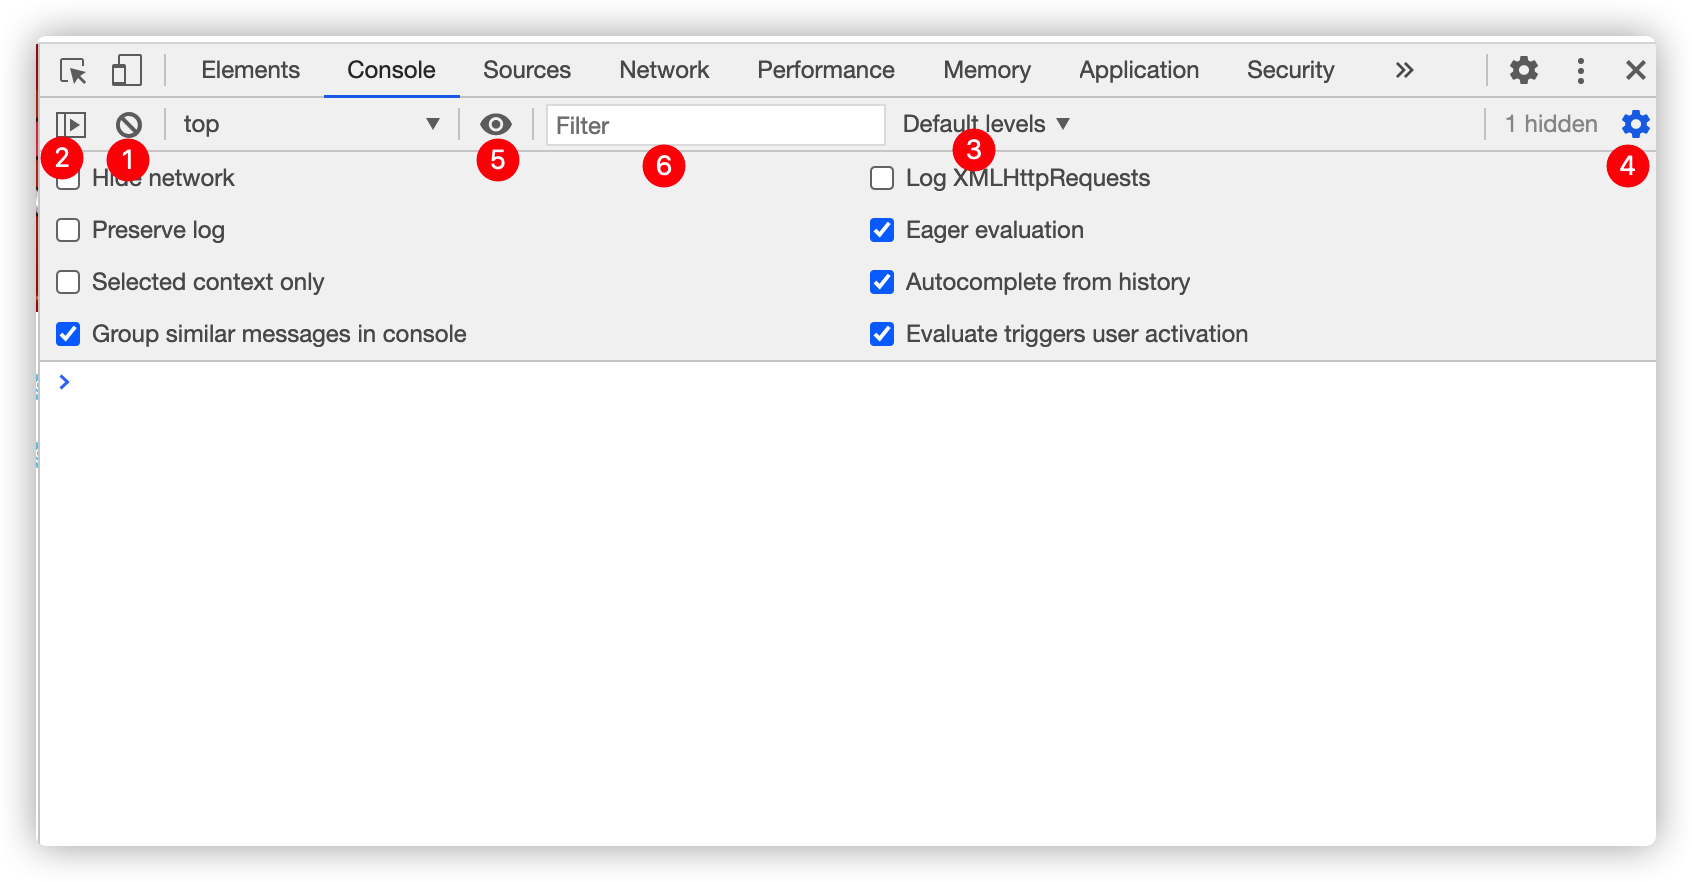 Elements Console Sources Network Performance Memory Application Security
top Filter Default levels 1 hidden
2 1 5 6 3 4
Hide network Log XMLHttpRequests
Preserve log Eager evaluation
Selected context only Autocomplete from history
Group similar messages in console Evaluate triggers user activation